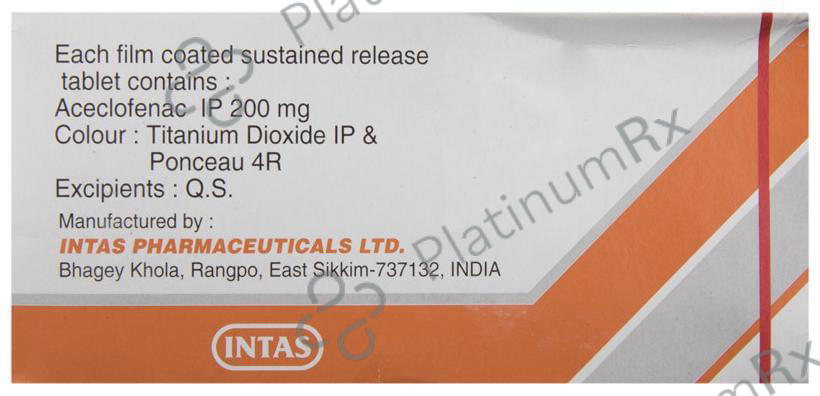 Each film coated sustained release
tablet contains :
Aceclofenac IP 200 mg
Colour : Titanium Dioxide IP &
Ponceau 4R
Excipients : Q.S.
Manufactured by :
INTAS PHARMACEUTICALS LTD.
Bhagey Khola, Rangpo, East Sikkim-737132, INDIA
INTAS
PlatinumRx